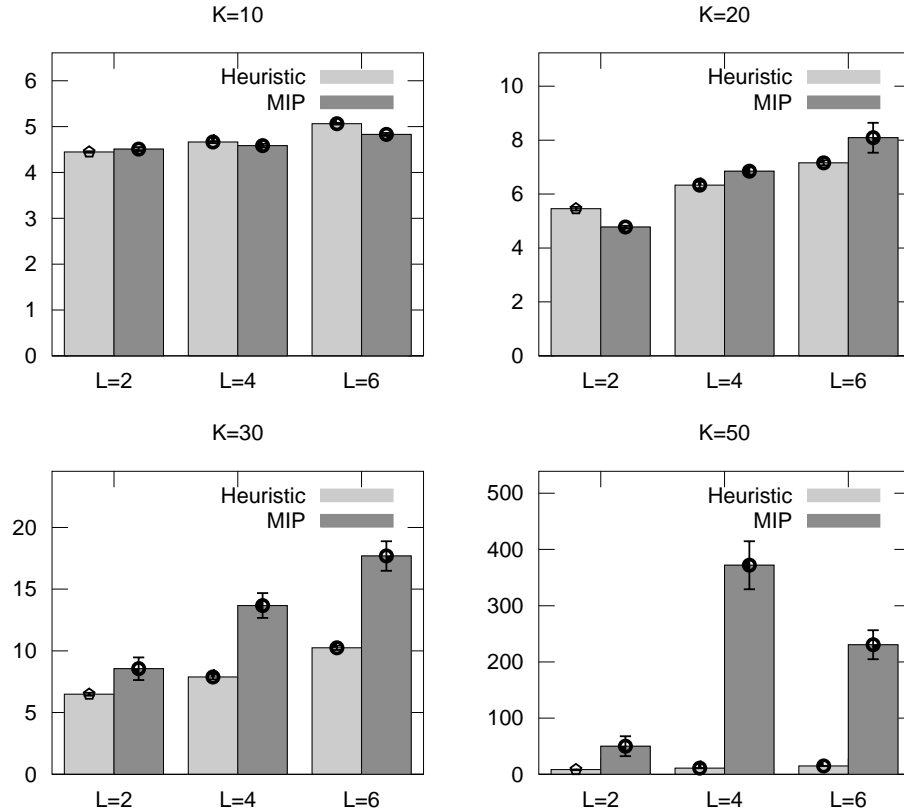 K=10
6
5
4
3
2
1
0
Heuristic
MIP
L=2 L=4 L=6
K=20
10
8
6
4
2
0
Heuristic
MIP
L=2 L=4 L=6
K=30
20
15
10
5
0
Heuristic
MIP
L=2 L=4 L=6
K=50
500
400
300
200
100
0
Heuristic
MIP
L=2 L=4 L=6